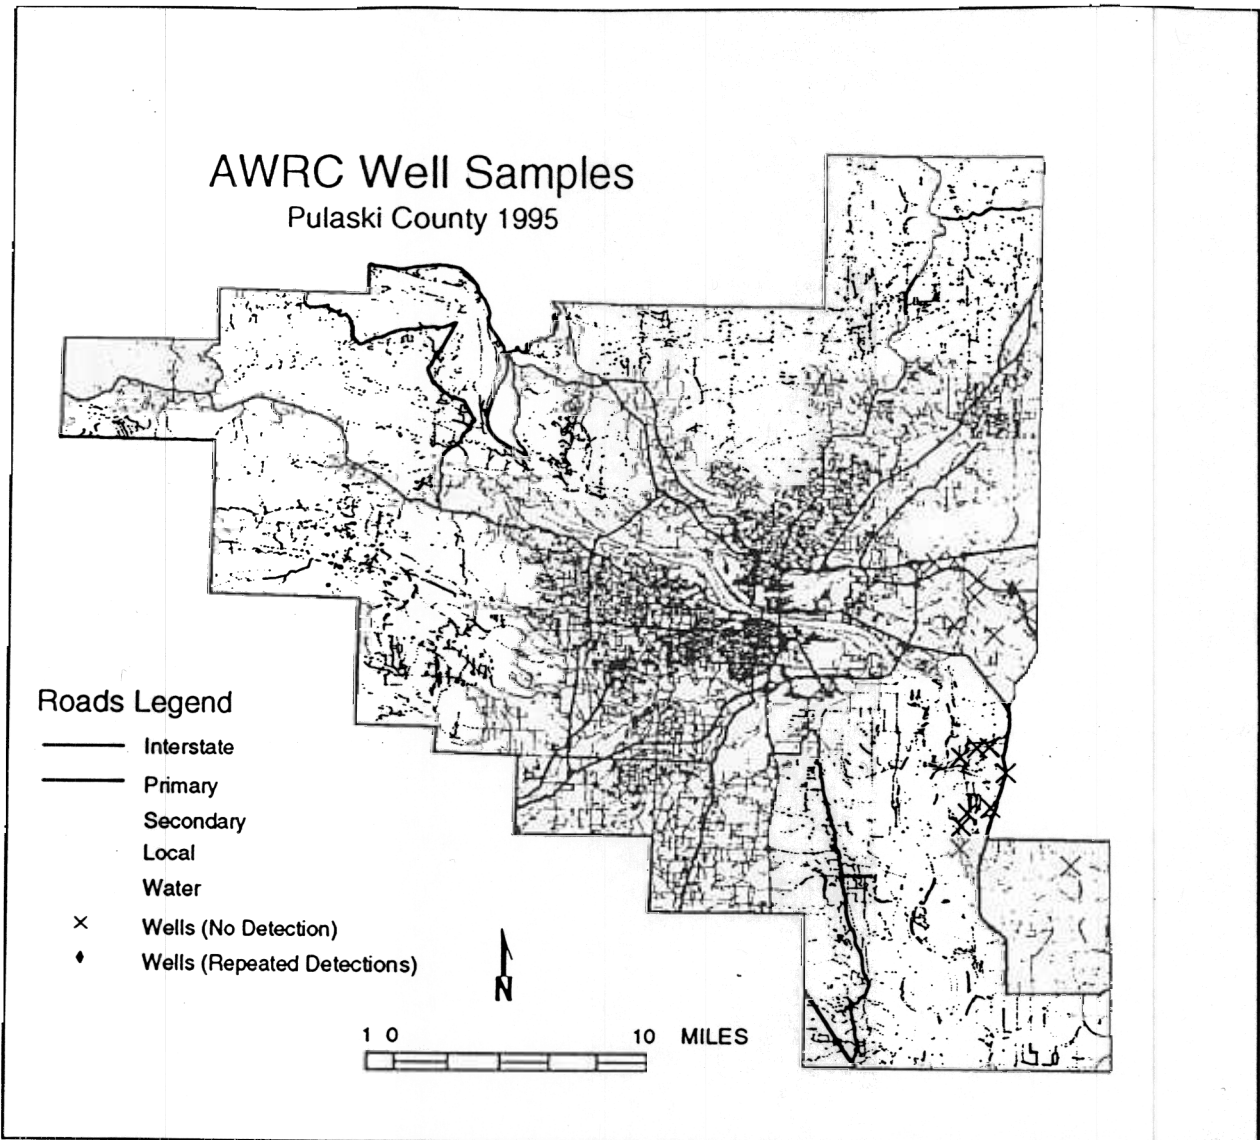 AWRC Well Samples
Pulaski County 1995
Roads Legend
Interstate
Primary
Secondary
Local
Water
Wells (No Detection)
Wells (Repeated Detections)
N
1 0 10 MILES